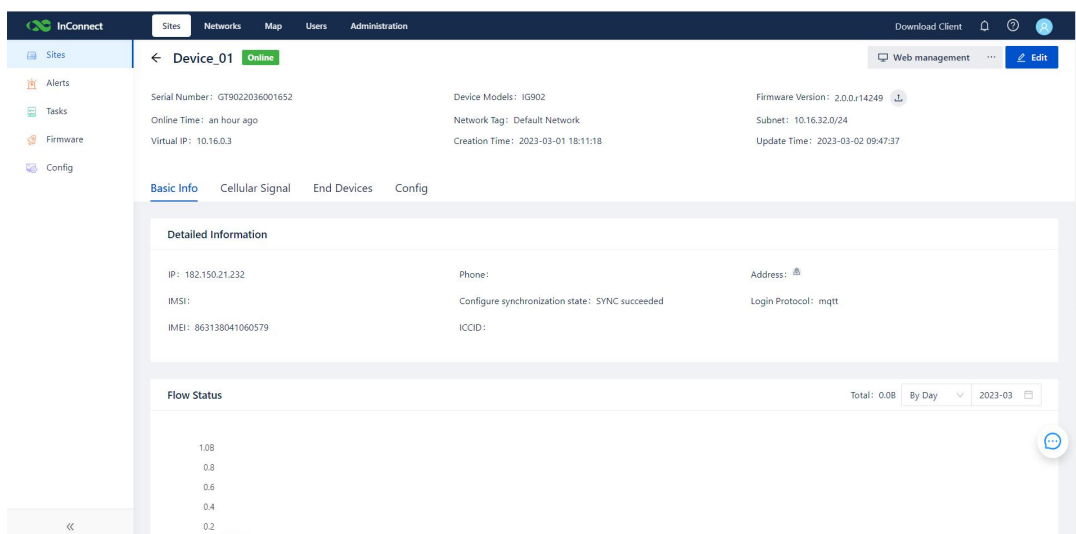 InConnect Sites Networks Map Users Administration Download Client
Sites
Alerts
Tasks
Firmware
Config
← Device_01 Online Web management ··· Edit
Serial Number: GT9022036001652 Device Models: IG902 Firmware Version: 2.0.0.r14249
Online Time: an hour ago Network Tag: Default Network Subnet: 10.16.32.0/24
Virtual IP: 10.16.0.3 Creation Time: 2023-03-01 18:11:18 Update Time: 2023-03-02 09:47:37
Basic Info Cellular Signal End Devices Config
Detailed Information
IP: 182.150.21.232 Phone: Address:
IMSI: Configure synchronization state: SYNC succeeded Login Protocol: mqtt
IMEI: 863138041060579 ICCID:
Flow Status Total: 0.0B By Day 2023-03
1.0B
0.8
0.6
0.4
0.2